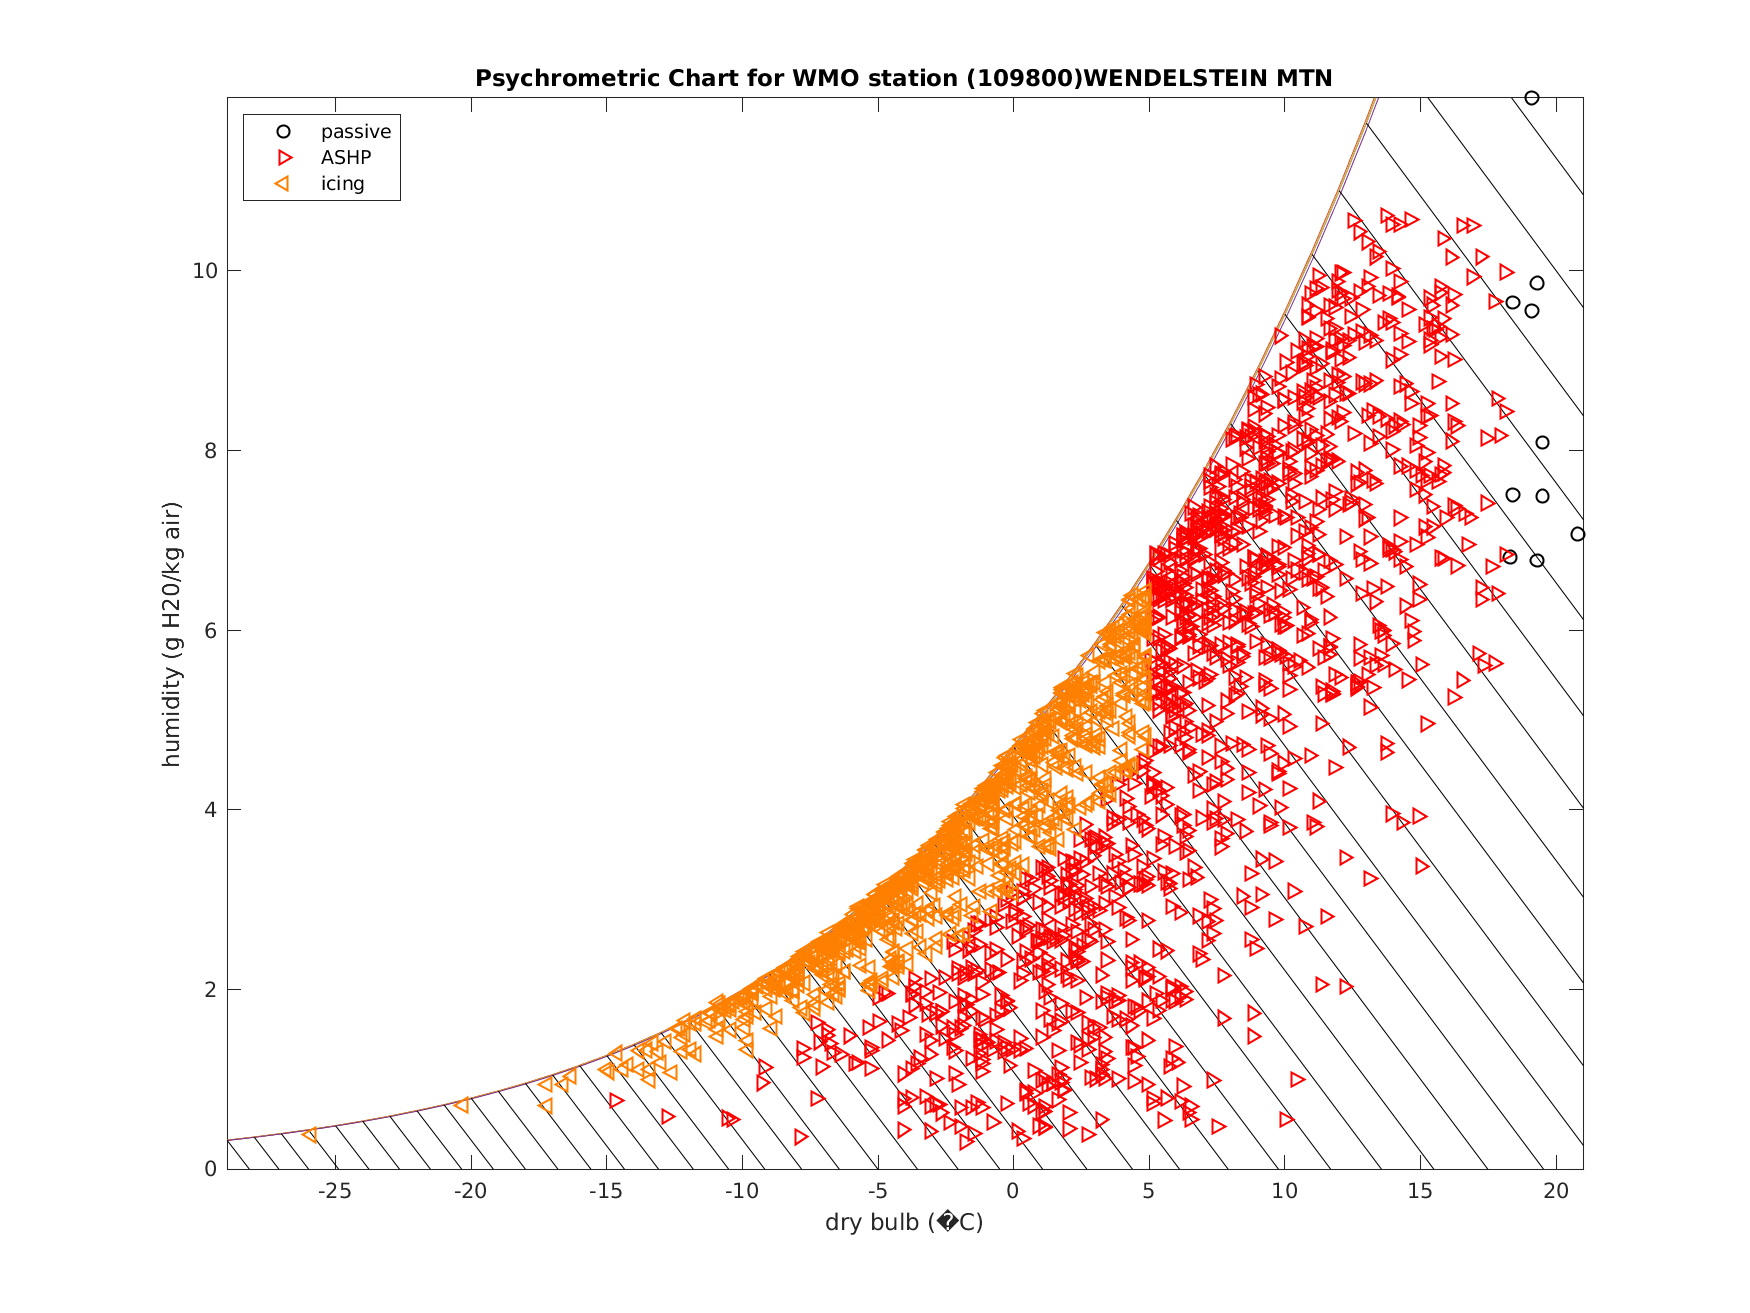 Psychrometric Chart for WMO station (109800)WENDELSTEIN MTN
passive
ASHP
icing
humidity (g H20/kg air)
10
8
6
4
2
0
-25 -20 -15 -10 -5 0 5 10 15 20
dry bulb (�C)